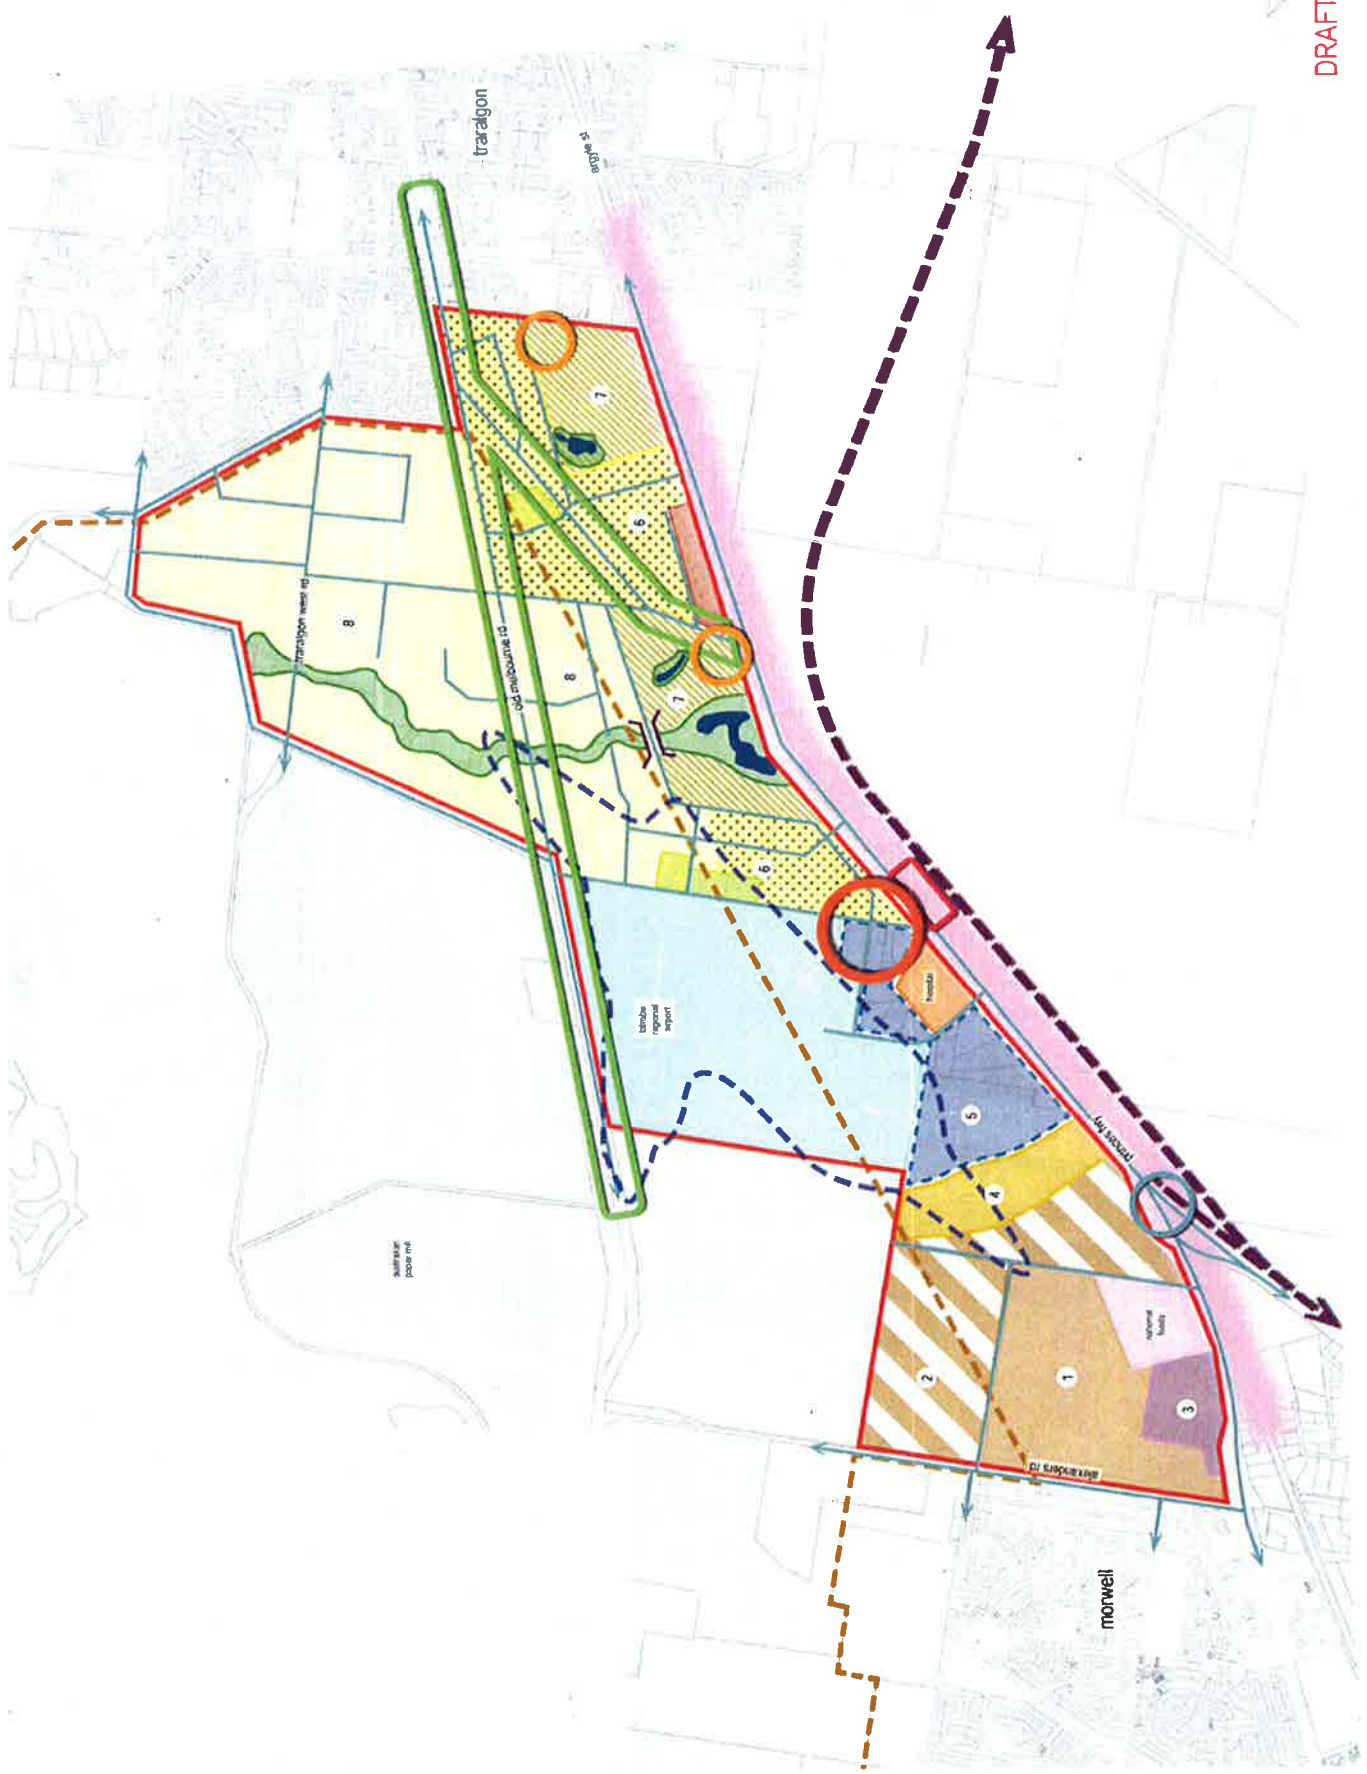 DRAFT
traralgon
argyle st
traralgon west rd
8
old melbourne rd
8
7
6
7
6
latrobe
regional
airport
hospital
5
4
princes hwy
australian
paper mill
2
1
national
foods
3
alexanders rd
morwell